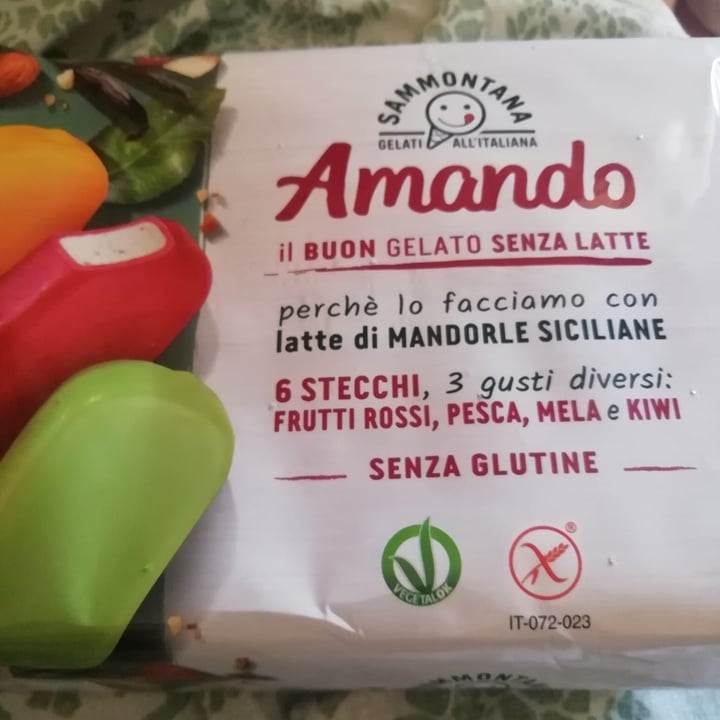 SAMMONTANA
GELATI ALL'ITALIANA
Amando
il BUON GELATO SENZA LATTE
perchè lo facciamo con
latte di MANDORLE SICILIANE
6 STECCHI, 3 gusti diversi:
FRUTTI ROSSI, PESCA, MELA e KIWI
SENZA GLUTINE
VEGETALOK
®
IT-072-023
SAMMONTANA